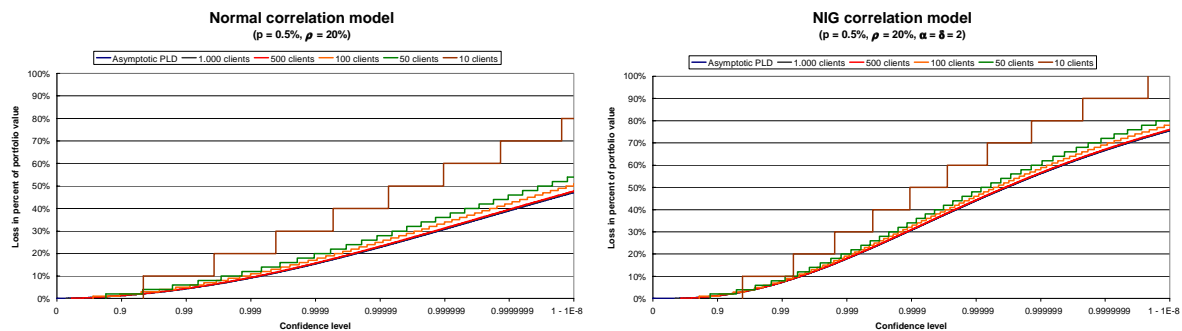 Normal correlation model
(p = 0.5%, ρ = 20%)
Asymptotic PLD 1.000 clients 500 clients 100 clients 50 clients 10 clients
100%
90%
80%
70%
60%
50%
40%
30%
20%
10%
0%
Loss in percent of portfolio value
0 0.9 0.99 0.999 0.9999 0.99999 0.999999 0.9999999 1 - 1E-8
Confidence level
NIG correlation model
(p = 0.5%, ρ = 20%, α = δ = 2)
Asymptotic PLD 1.000 clients 500 clients 100 clients 50 clients 10 clients
100%
90%
80%
70%
60%
50%
40%
30%
20%
10%
0%
Loss in percent of portfolio value
0 0.9 0.99 0.999 0.9999 0.99999 0.999999 0.9999999 1 - 1E-8
Confidence level